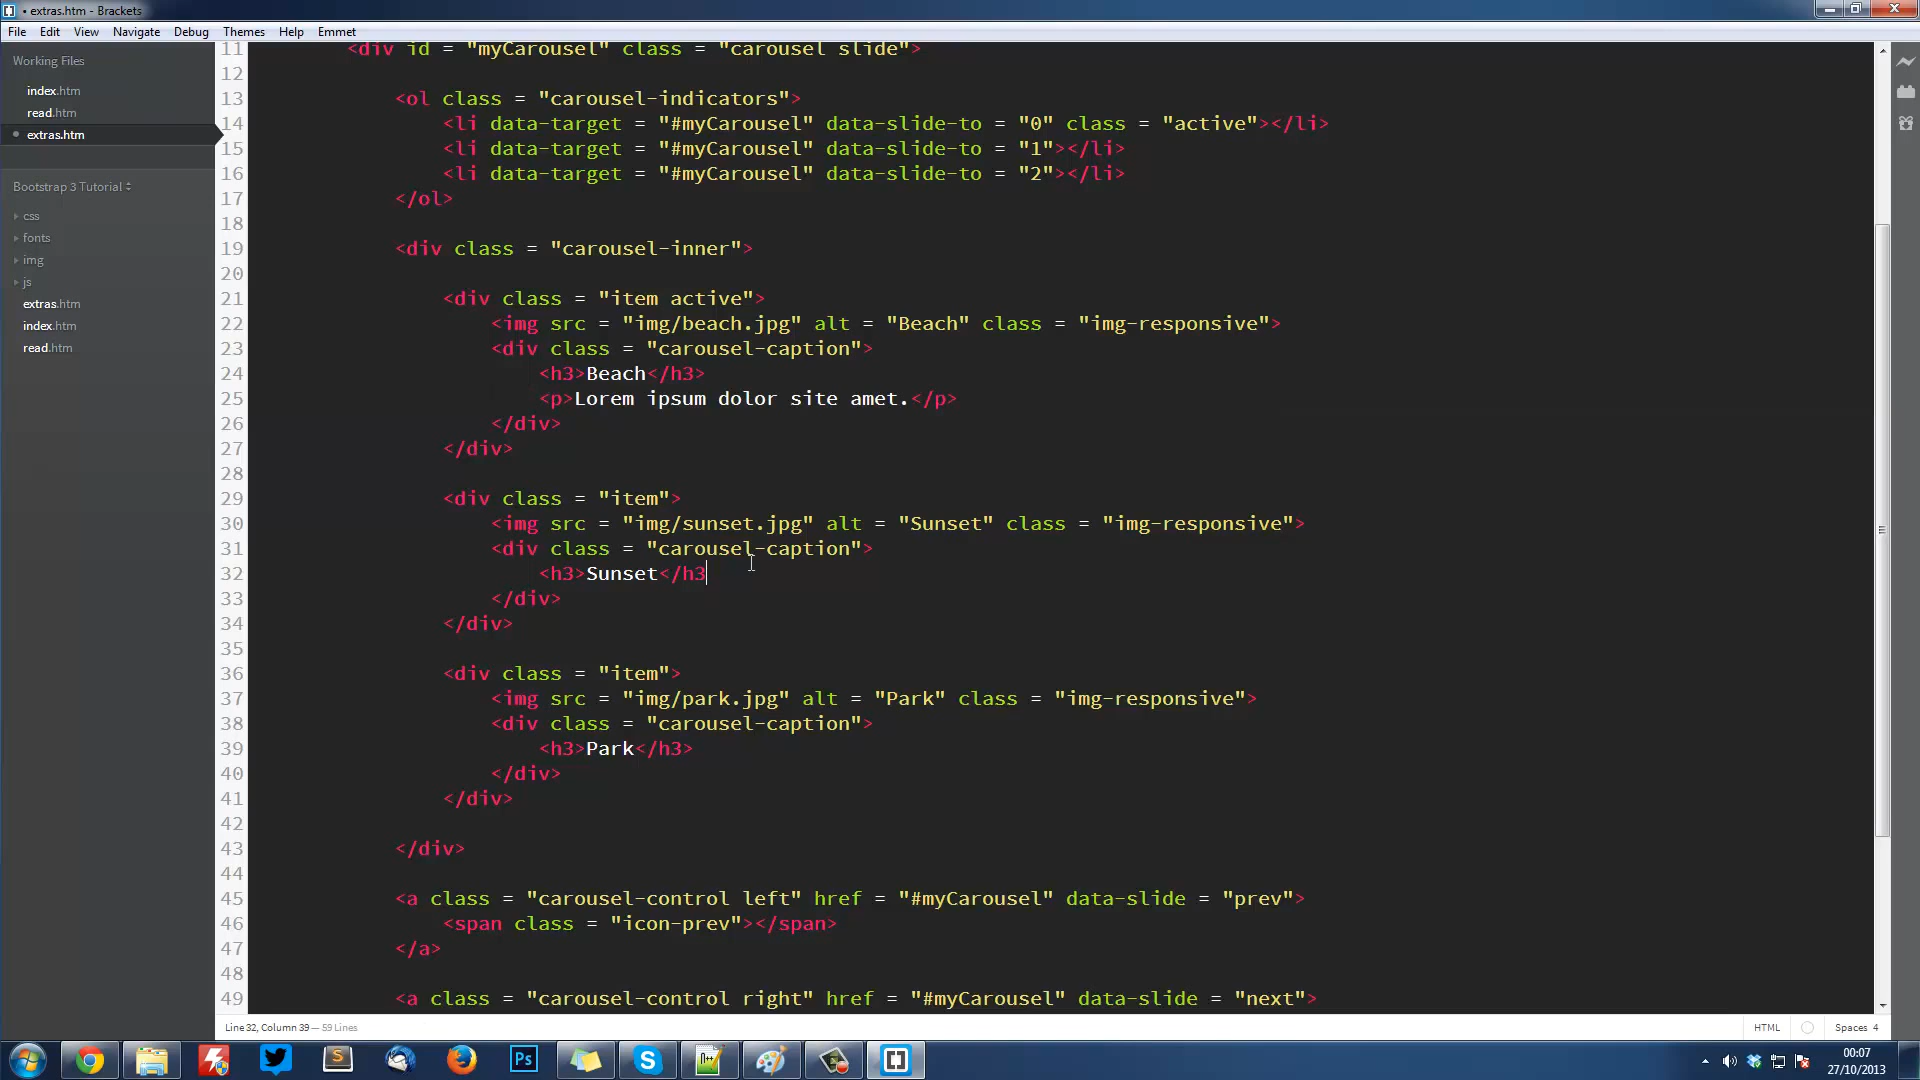 • extras.htm - Brackets
File Edit View Navigate Debug Themes Help Emmet
Working Files
index.htm
read.htm
extras.htm
Bootstrap 3 Tutorial
css
fonts
img
js
extras.htm
index.htm
read.htm
11 <div id = "myCarousel" class = "carousel slide">
12
13 <ol class = "carousel-indicators">
14 <li data-target = "#myCarousel" data-slide-to = "0" class = "active"></li>
15 <li data-target = "#myCarousel" data-slide-to = "1"></li>
16 <li data-target = "#myCarousel" data-slide-to = "2"></li>
17 </ol>
18
19 <div class = "carousel-inner">
20
21 <div class = "item active">
22 <img src = "img/beach.jpg" alt = "Beach" class = "img-responsive">
23 <div class = "carousel-caption">
24 <h3>Beach</h3>
25 <p>Lorem ipsum dolor site amet.</p>
26 </div>
27 </div>
28
29 <div class = "item">
30 <img src = "img/sunset.jpg" alt = "Sunset" class = "img-responsive">
31 <div class = "carousel-caption">
32 <h3>Sunset</h3
33 </div>
34 </div>
35
36 <div class = "item">
37 <img src = "img/park.jpg" alt = "Park" class = "img-responsive">
38 <div class = "carousel-caption">
39 <h3>Park</h3>
40 </div>
41 </div>
42
43 </div>
44
45 <a class = "carousel-control left" href = "#myCarousel" data-slide = "prev">
46 <span class = "icon-prev"></span>
47 </a>
48
49 <a class = "carousel-control right" href = "#myCarousel" data-slide = "next">
Line 32, Column 39 — 59 Lines
HTML Spaces 4
Ps
00:07
27/10/2013